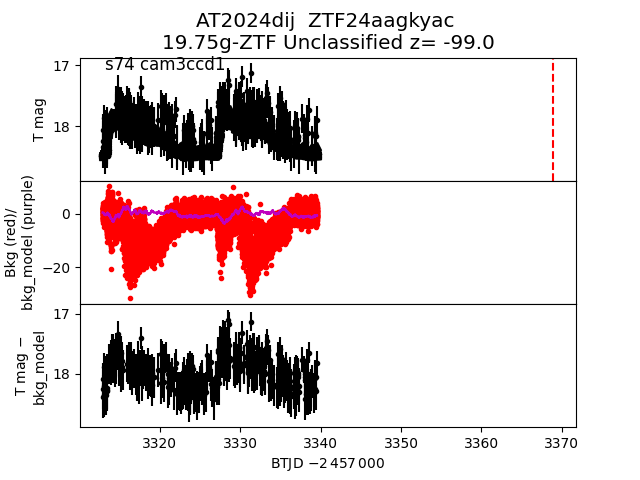 AT2024dij ZTF24aagkyac
19.75g-ZTF Unclassified z= -99.0
s74 cam3ccd1
17
18
T mag
0
−20
Bkg (red)/
bkg_model (purple)
17
18
T mag −
bkg_model
3320 3330 3340 3350 3360 3370
BTJD −2 457 000